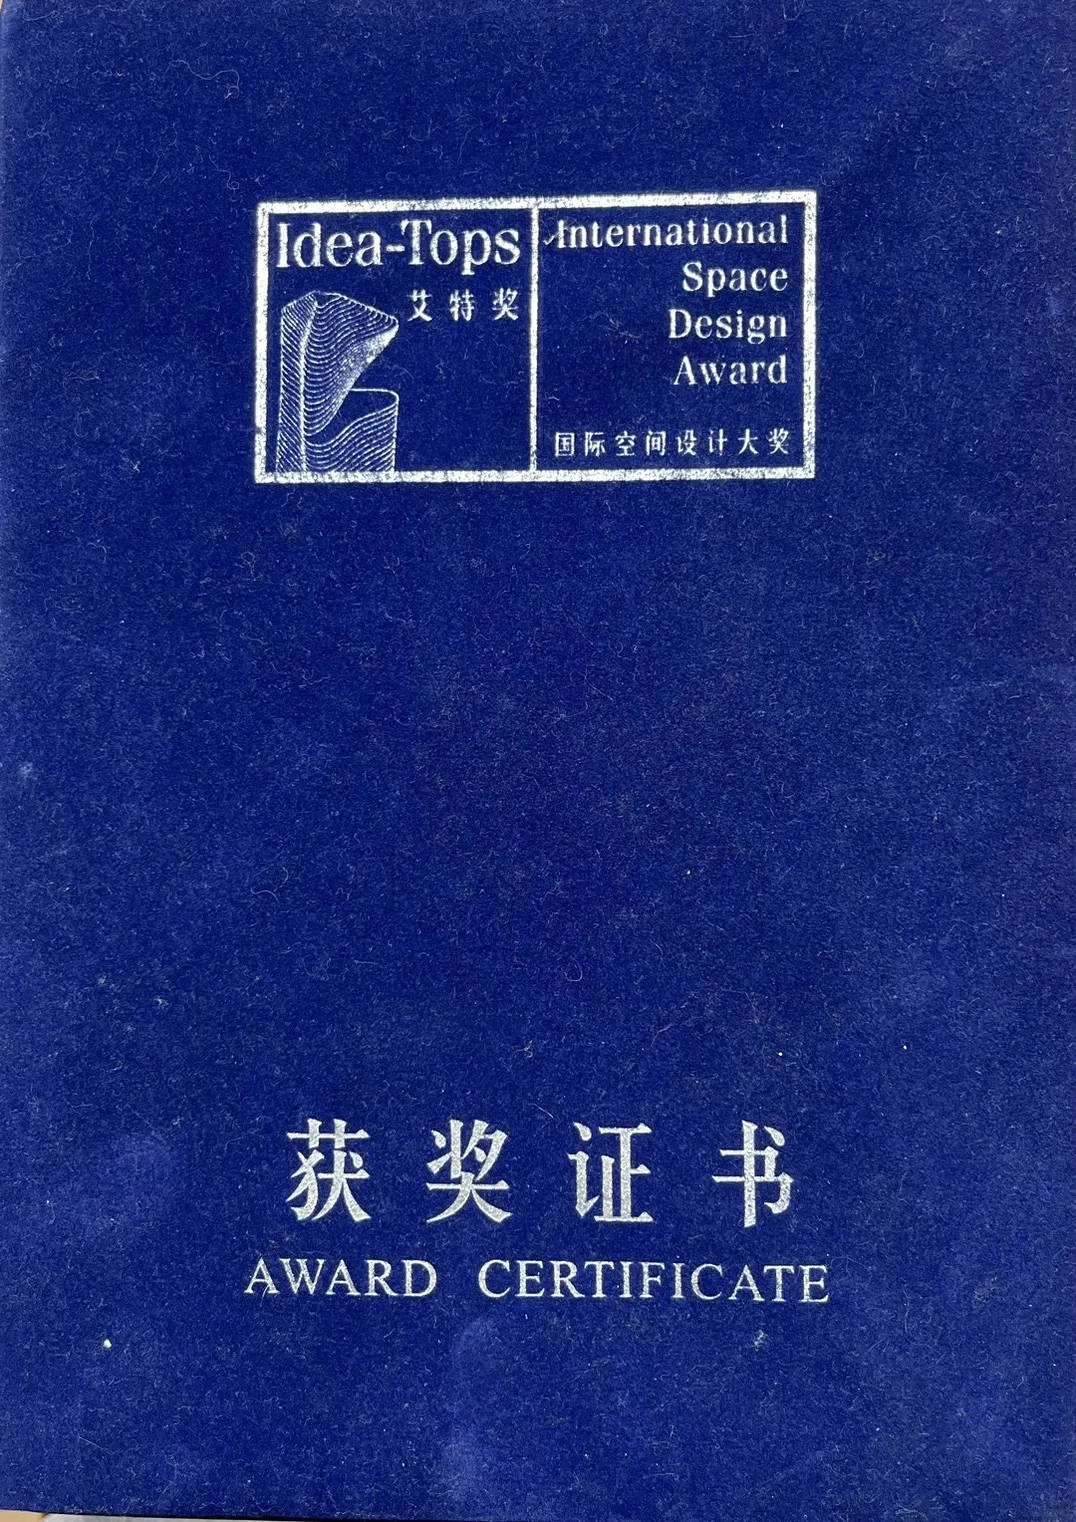 Idea-Tops
艾特奖
International
Space
Design
Award
国际空间设计大奖
获奖证书
AWARD CERTIFICATE